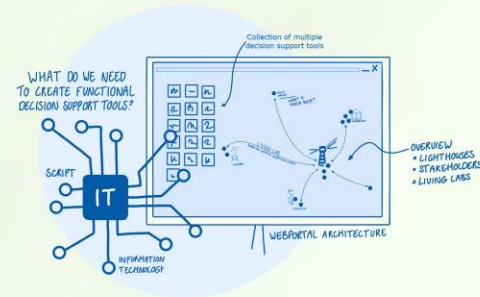 Collection of multiple
decision support tools
WHAT DO WE NEED
TO CREATE FUNCTIONAL
DECISION SUPPORT TOOLS?
X
SCRIPT
IT
OVERVIEW
• LIGHTHOUSES
• STAKEHOLDERS
• LIVING LABS
WEBPORTAL ARCHITECTURE
INFORMATION
TECHNOLOGY